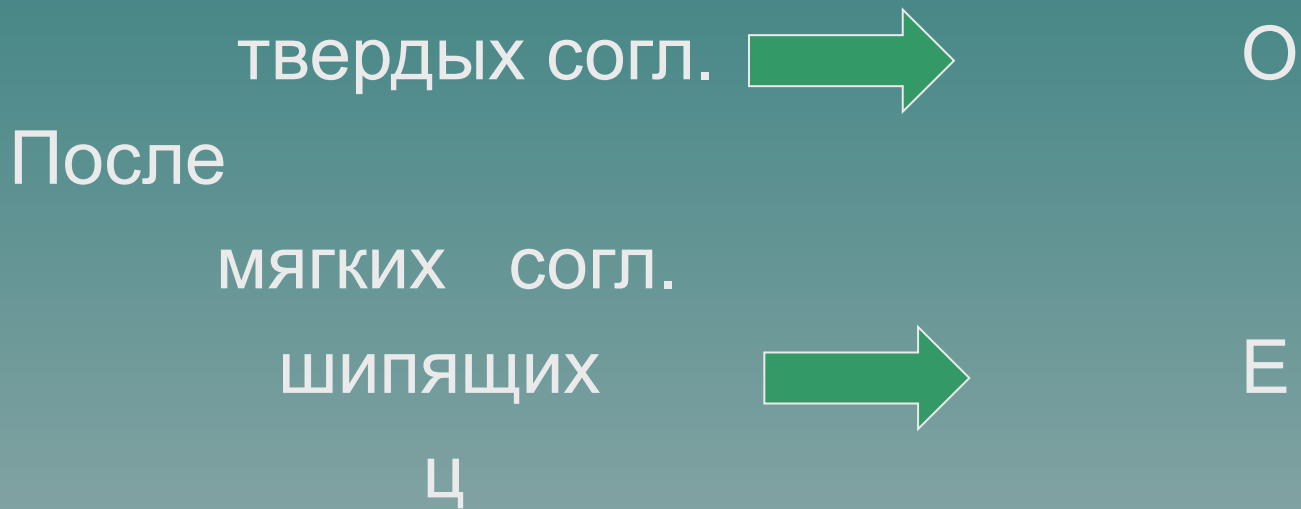 твердых согл. О
После
мягких согл.
шипящих Е
ц